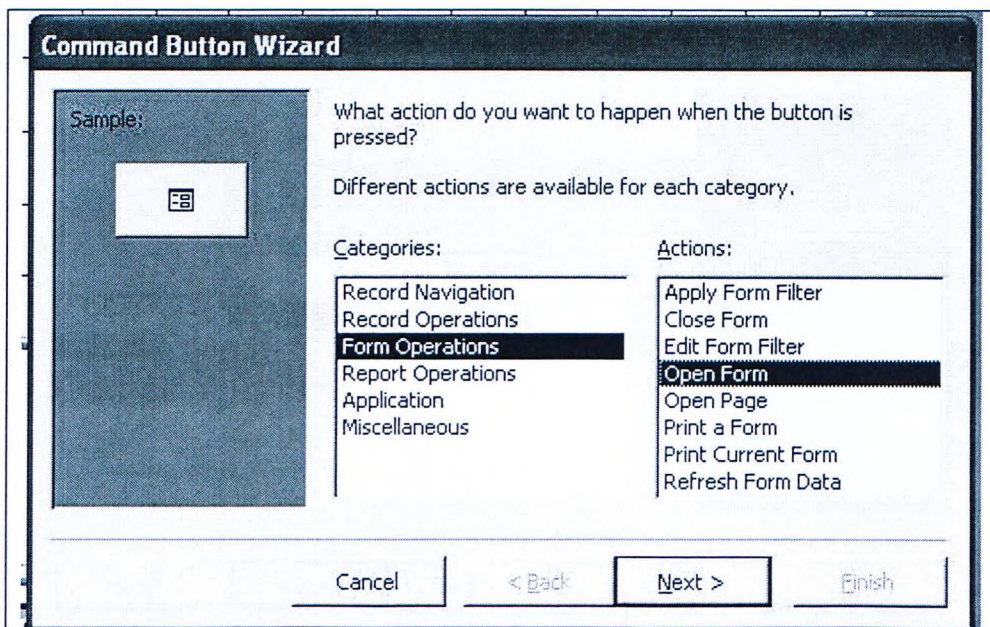 Command Button Wizard
Sample:
What action do you want to happen when the button is
pressed?
Different actions are available for each category.
Categories:
Record Navigation
Record Operations
Form Operations
Report Operations
Application
Miscellaneous
Actions:
Apply Form Filter
Close Form
Edit Form Filter
Open Form
Open Page
Print a Form
Print Current Form
Refresh Form Data
Cancel
< Back
Next >
Finish